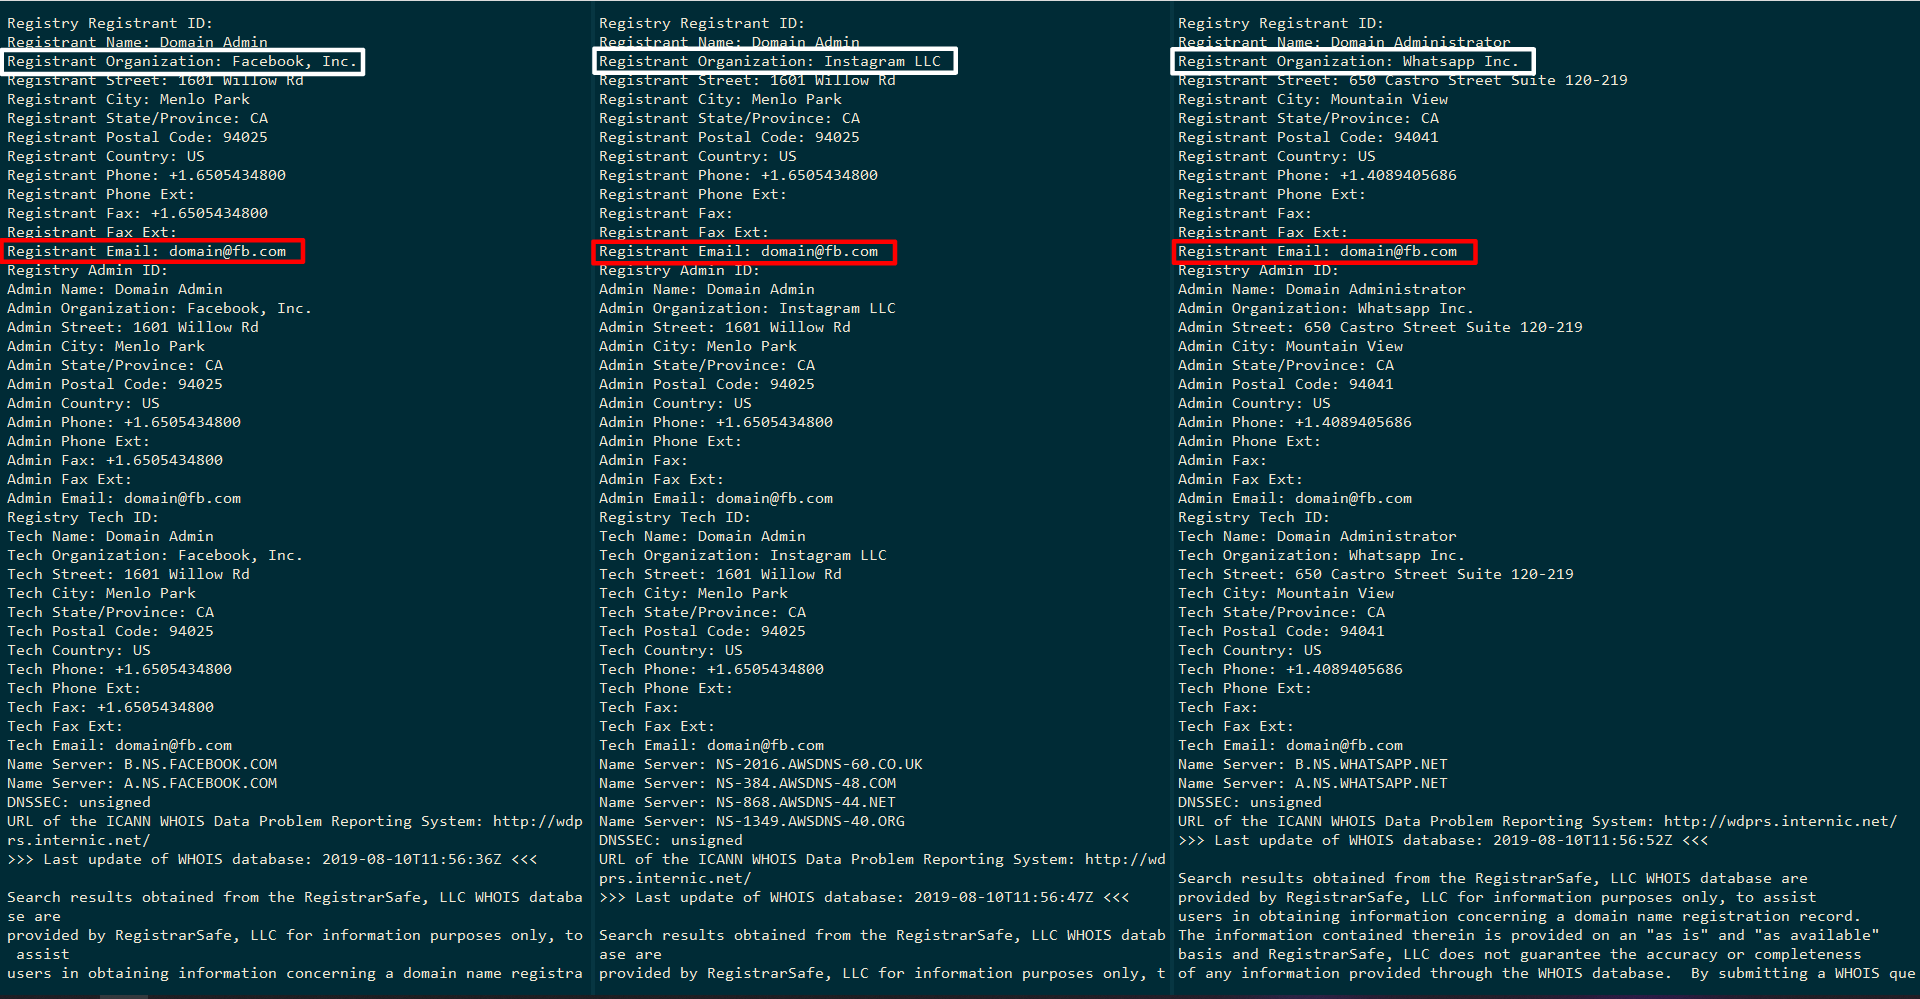 Registry Registrant ID:
Registrant Name: Domain Admin
Registrant Organization: Facebook, Inc.
Registrant Street: 1601 Willow Rd
Registrant City: Menlo Park
Registrant State/Province: CA
Registrant Postal Code: 94025
Registrant Country: US
Registrant Phone: +1.6505434800
Registrant Phone Ext:
Registrant Fax: +1.6505434800
Registrant Fax Ext:
Registrant Email: domain@fb.com
Registry Admin ID:
Admin Name: Domain Admin
Admin Organization: Facebook, Inc.
Admin Street: 1601 Willow Rd
Admin City: Menlo Park
Admin State/Province: CA
Admin Postal Code: 94025
Admin Country: US
Admin Phone: +1.6505434800
Admin Phone Ext:
Admin Fax: +1.6505434800
Admin Fax Ext:
Admin Email: domain@fb.com
Registry Tech ID:
Tech Name: Domain Admin
Tech Organization: Facebook, Inc.
Tech Street: 1601 Willow Rd
Tech City: Menlo Park
Tech State/Province: CA
Tech Postal Code: 94025
Tech Country: US
Tech Phone: +1.6505434800
Tech Phone Ext:
Tech Fax: +1.6505434800
Tech Fax Ext:
Tech Email: domain@fb.com
Name Server: B.NS.FACEBOOK.COM
Name Server: A.NS.FACEBOOK.COM
DNSSEC: unsigned
URL of the ICANN WHOIS Data Problem Reporting System: http://wdp
rs.internic.net/
>>> Last update of WHOIS database: 2019-08-10T11:56:36Z <<<
Search results obtained from the RegistrarSafe, LLC WHOIS databa
se are
provided by RegistrarSafe, LLC for information purposes only, to
assist
users in obtaining information concerning a domain name registra
Registry Registrant ID:
Registrant Name: Domain Admin
Registrant Organization: Instagram LLC
Registrant Street: 1601 Willow Rd
Registrant City: Menlo Park
Registrant State/Province: CA
Registrant Postal Code: 94025
Registrant Country: US
Registrant Phone: +1.6505434800
Registrant Phone Ext:
Registrant Fax:
Registrant Fax Ext:
Registrant Email: domain@fb.com
Registry Admin ID:
Admin Name: Domain Admin
Admin Organization: Instagram LLC
Admin Street: 1601 Willow Rd
Admin City: Menlo Park
Admin State/Province: CA
Admin Postal Code: 94025
Admin Country: US
Admin Phone: +1.6505434800
Admin Phone Ext:
Admin Fax:
Admin Fax Ext:
Admin Email: domain@fb.com
Registry Tech ID:
Tech Name: Domain Admin
Tech Organization: Instagram LLC
Tech Street: 1601 Willow Rd
Tech City: Menlo Park
Tech State/Province: CA
Tech Postal Code: 94025
Tech Country: US
Tech Phone: +1.6505434800
Tech Phone Ext:
Tech Fax:
Tech Fax Ext:
Tech Email: domain@fb.com
Name Server: NS-2016.AWSDNS-60.CO.UK
Name Server: NS-384.AWSDNS-48.COM
Name Server: NS-868.AWSDNS-44.NET
Name Server: NS-1349.AWSDNS-40.ORG
DNSSEC: unsigned
URL of the ICANN WHOIS Data Problem Reporting System: http://wd
prs.internic.net/
>>> Last update of WHOIS database: 2019-08-10T11:56:47Z <<<
Search results obtained from the RegistrarSafe, LLC WHOIS datab
ase are
provided by RegistrarSafe, LLC for information purposes only, t
Registry Registrant ID:
Registrant Name: Domain Administrator
Registrant Organization: Whatsapp Inc.
Registrant Street: 650 Castro Street Suite 120-219
Registrant City: Mountain View
Registrant State/Province: CA
Registrant Postal Code: 94041
Registrant Country: US
Registrant Phone: +1.4089405686
Registrant Phone Ext:
Registrant Fax:
Registrant Fax Ext:
Registrant Email: domain@fb.com
Registry Admin ID:
Admin Name: Domain Administrator
Admin Organization: Whatsapp Inc.
Admin Street: 650 Castro Street Suite 120-219
Admin City: Mountain View
Admin State/Province: CA
Admin Postal Code: 94041
Admin Country: US
Admin Phone: +1.4089405686
Admin Phone Ext:
Admin Fax:
Admin Fax Ext:
Admin Email: domain@fb.com
Registry Tech ID:
Tech Name: Domain Administrator
Tech Organization: Whatsapp Inc.
Tech Street: 650 Castro Street Suite 120-219
Tech City: Mountain View
Tech State/Province: CA
Tech Postal Code: 94041
Tech Country: US
Tech Phone: +1.4089405686
Tech Phone Ext:
Tech Fax:
Tech Fax Ext:
Tech Email: domain@fb.com
Name Server: B.NS.WHATSAPP.NET
Name Server: A.NS.WHATSAPP.NET
DNSSEC: unsigned
URL of the ICANN WHOIS Data Problem Reporting System: http://wdprs.internic.net/
>>> Last update of WHOIS database: 2019-08-10T11:56:52Z <<<
Search results obtained from the RegistrarSafe, LLC WHOIS database are
provided by RegistrarSafe, LLC for information purposes only, to assist
users in obtaining information concerning a domain name registration record.
The information contained therein is provided on an "as is" and "as available"
basis and RegistrarSafe, LLC does not guarantee the accuracy or completeness
of any information provided through the WHOIS database.  By submitting a WHOIS que